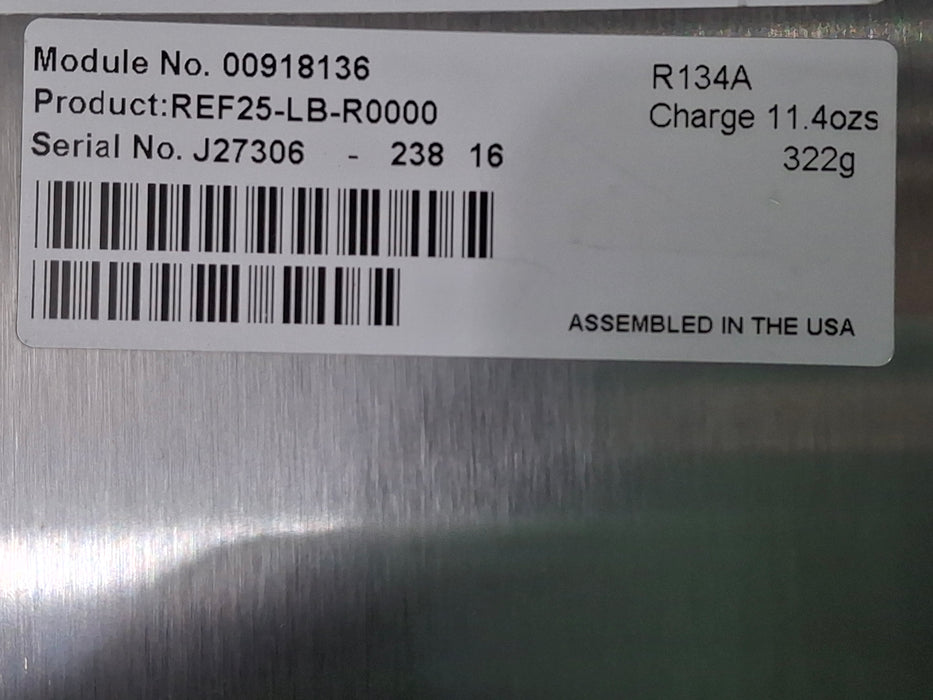 Module No. 00918136
Product:REF25-LB-R0000
Serial No. J27306 - 238 16
R134A
Charge 11.4ozs
322g
ASSEMBLED IN THE USA